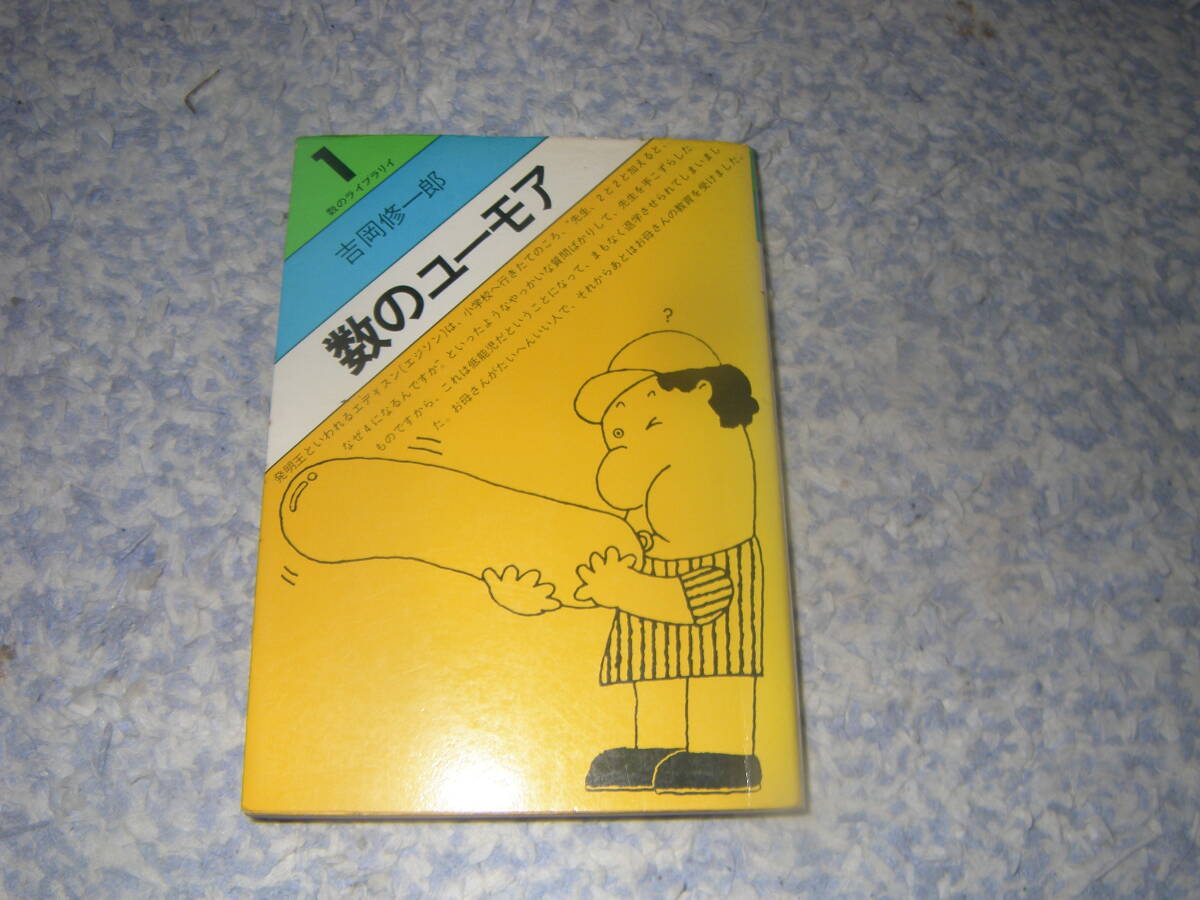 1
数のライブラリイ
吉岡修一郎
数のユーモア
発明王といわれるエディスン(エジソン)は、小学校へ行きたてのころ、“先生、2と2と加えると、
なぜ4になるんですか”。といったようなやっかいな質問ばかりして、先生を手こずらした
ものですから、これは低能児だということになって、まもなく退学させられてしまいまし
た。お母さんがたいへんいい人で、それからあとはお母さんの教育を受けました。
?